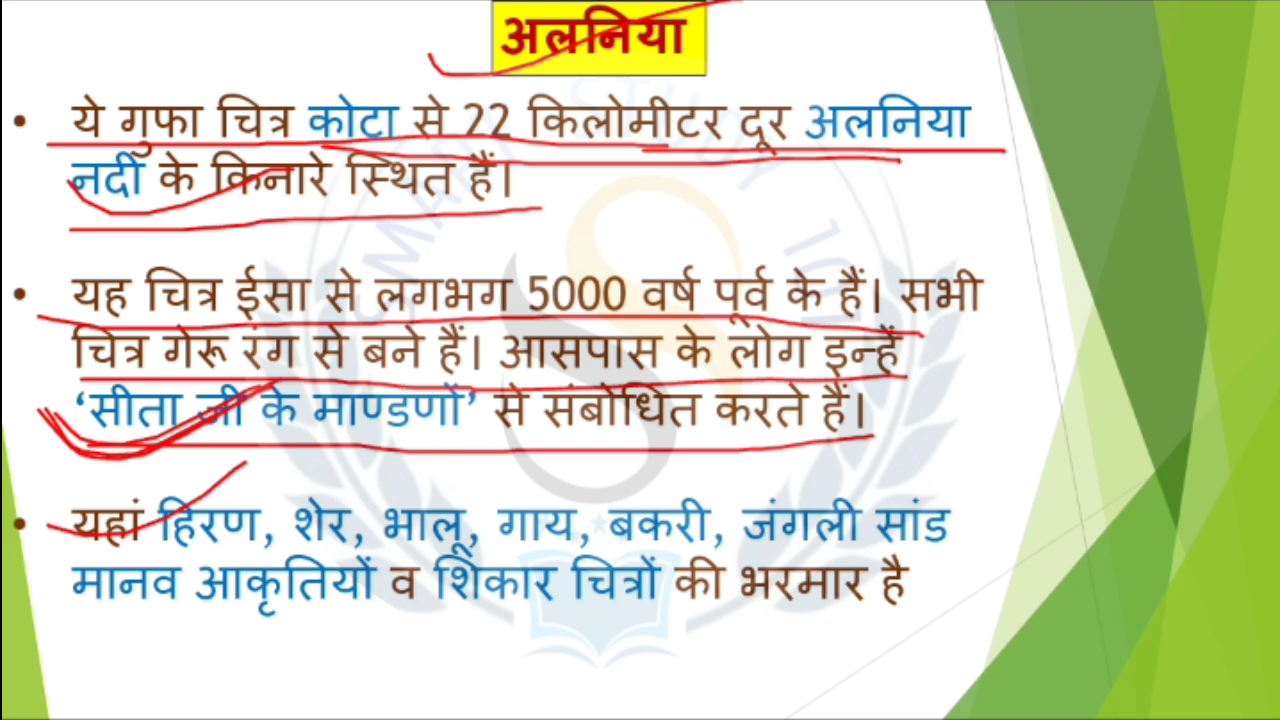 अलनिया
• ये गुफा चित्र कोटा से 22 किलोमीटर दूर अलनिया
नदी के किनारे स्थित हैं।
• यह चित्र ईसा से लगभग 5000 वर्ष पूर्व के हैं। सभी
चित्र गेरू रंग से बने हैं। आसपास के लोग इन्हें
‘सीता जी के माण्डणों’ से संबोधित करते हैं।
• यहां हिरण, शेर, भालू, गाय, बकरी, जंगली सांड
मानव आकृतियों व शिकार चित्रों की भरमार है